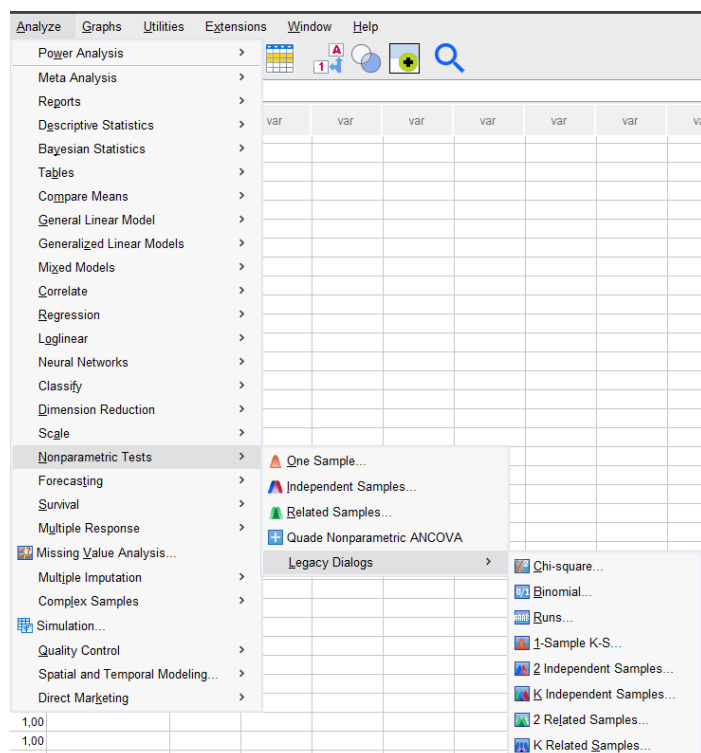 Analyze Graphs Utilities Extensions Window Help
A
1
var var var var var var va
Power Analysis
Meta Analysis
Reports
Descriptive Statistics
Bayesian Statistics
Tables
Compare Means
General Linear Model
Generalized Linear Models
Mixed Models
Correlate
Regression
Loglinear
Neural Networks
Classify
Dimension Reduction
Scale
Nonparametric Tests
Forecasting
Survival
Multiple Response
Missing Value Analysis...
Multiple Imputation
Complex Samples
Simulation...
Quality Control
Spatial and Temporal Modeling...
Direct Marketing
1,00
1,00
One Sample...
Independent Samples...
Related Samples...
Quade Nonparametric ANCOVA
Legacy Dialogs
Chi-square...
0/1 Binomial...
Runs...
1-Sample K-S...
2 Independent Samples...
K Independent Samples...
2 Related Samples...
K Related Samples...